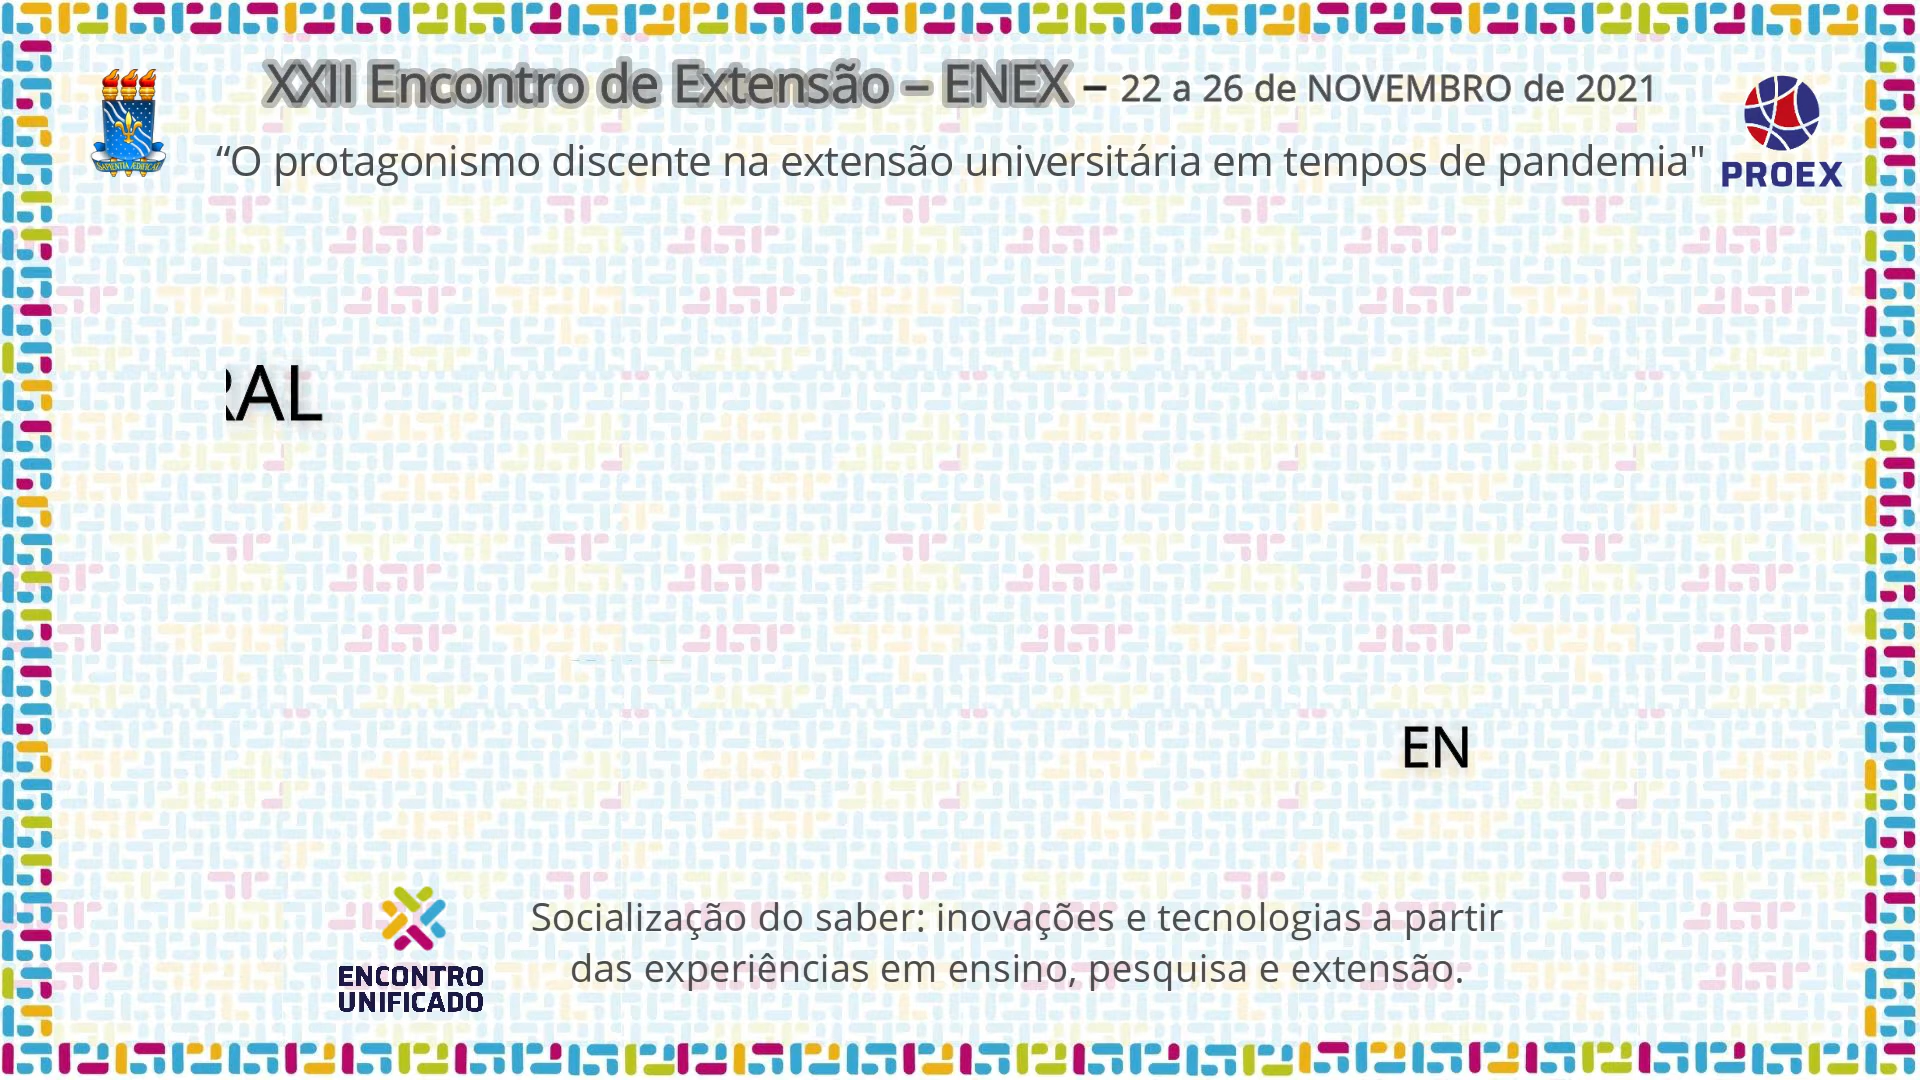 XXII Encontro de Extensão – ENEX – 22 a 26 de NOVEMBRO de 2021
“O protagonismo discente na extensão universitária em tempos de pandemia"
PROEX
EN
ENCONTRO
UNIFICADO
Socialização do saber: inovações e tecnologias a partir
das experiências em ensino, pesquisa e extensão.